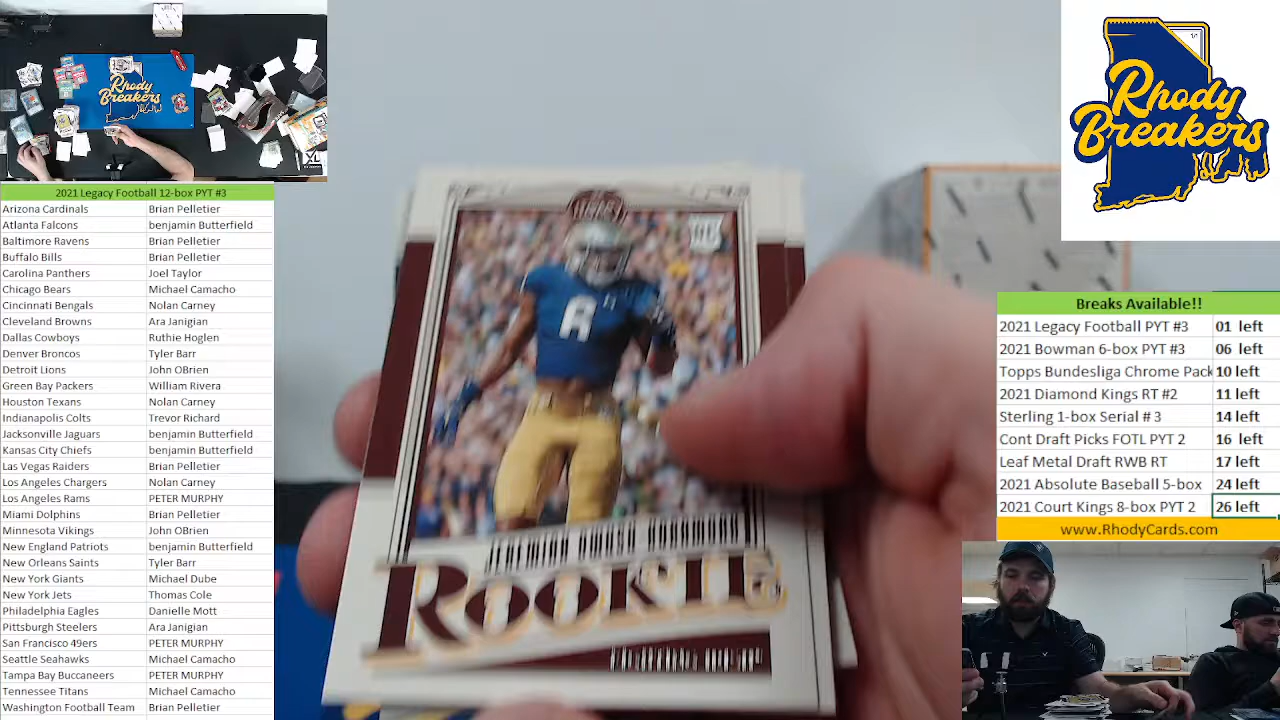 Rhody
Breakers
2021 Legacy Football 12-box PYT #3
Arizona Cardinals Brian Pelletier
Atlanta Falcons benjamin Butterfield
Baltimore Ravens Brian Pelletier
Buffalo Bills Brian Pelletier
Carolina Panthers Joel Taylor
Chicago Bears Michael Camacho
Cincinnati Bengals Nolan Carney
Cleveland Browns Ara Janigian
Dallas Cowboys Ruthie Hoglen
Denver Broncos Tyler Barr
Detroit Lions John OBrien
Green Bay Packers William Rivera
Houston Texans Nolan Carney
Indianapolis Colts Trevor Richard
Jacksonville Jaguars benjamin Butterfield
Kansas City Chiefs benjamin Butterfield
Las Vegas Raiders Brian Pelletier
Los Angeles Chargers Nolan Carney
Los Angeles Rams PETER MURPHY
Miami Dolphins Brian Pelletier
Minnesota Vikings John OBrien
New England Patriots benjamin Butterfield
New Orleans Saints Tyler Barr
New York Giants Michael Dube
New York Jets Thomas Cole
Philadelphia Eagles Danielle Mott
Pittsburgh Steelers Ara Janigian
San Francisco 49ers PETER MURPHY
Seattle Seahawks Michael Camacho
Tampa Bay Buccaneers PETER MURPHY
Tennessee Titans Michael Camacho
Washington Football Team Brian Pelletier
LEGACY
RC
JEREMIAH OWUSU-KORAMOAH
ROOKIE
Rhody
Breakers
Breaks Available!!
2021 Legacy Football PYT #3 01 left
2021 Bowman 6-box PYT #3 06 left
Topps Bundesliga Chrome Pack 10 left
2021 Diamond Kings RT #2 11 left
Sterling 1-box Serial # 3 14 left
Cont Draft Picks FOTL PYT 2 16 left
Leaf Metal Draft RWB RT 17 left
2021 Absolute Baseball 5-box 24 left
2021 Court Kings 8-box PYT 2 26 left
www.RhodyCards.com